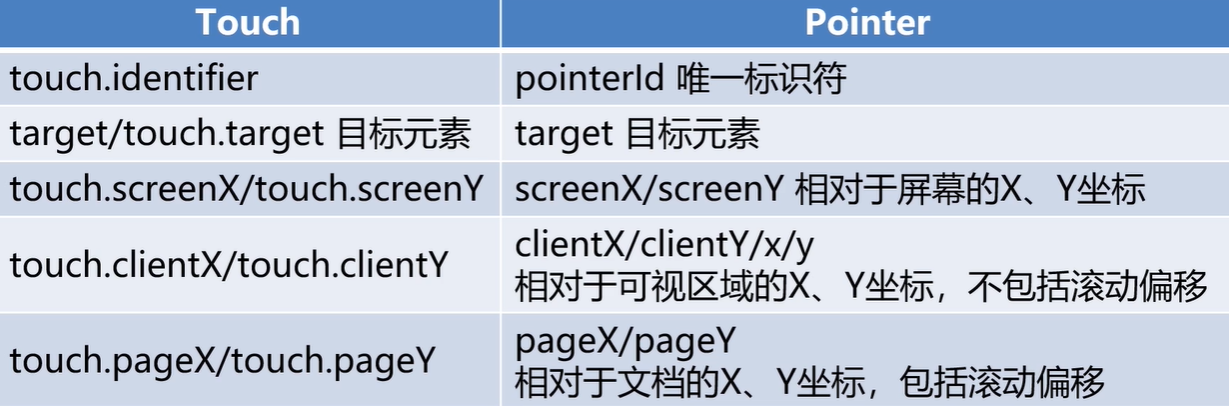 Touch
Pointer
touch.identifier
pointerId 唯一标识符
target/touch.target 目标元素
target 目标元素
touch.screenX/touch.screenY
screenX/screenY 相对于屏幕的X、Y坐标
touch.clientX/touch.clientY
clientX/clientY/x/y
相对于可视区域的X、Y坐标，不包括滚动偏移
touch.pageX/touch.pageY
pageX/pageY
相对于文档的X、Y坐标，包括滚动偏移